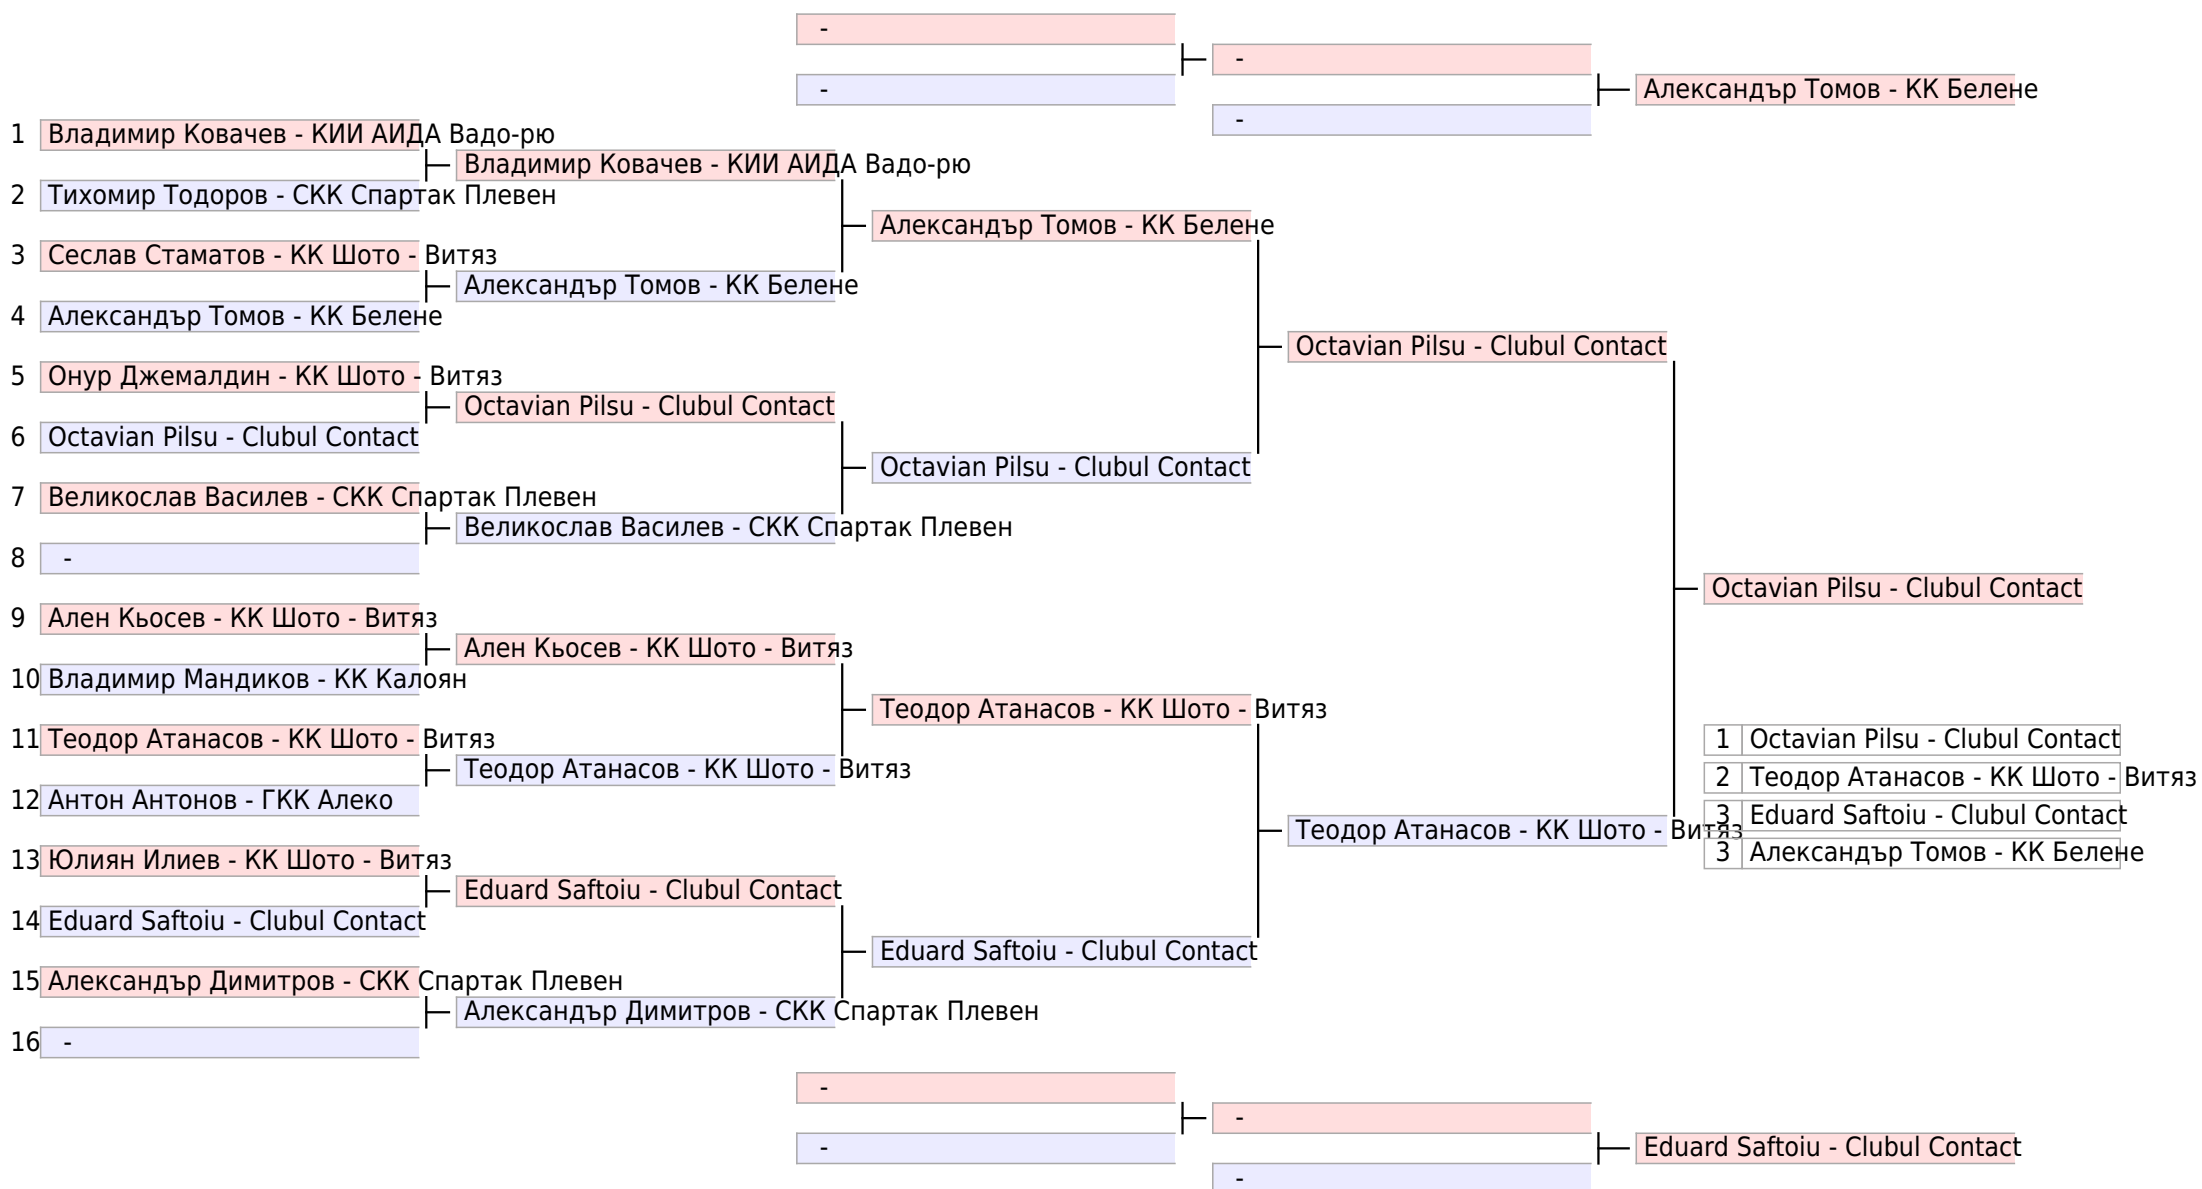 -
-
-
-
Александър Томов - КК Белене
1 Владимир Ковачев - КИИ АИДА Вадо-рю
2 Тихомир Тодоров - СКК Спартак Плевен
3 Сеслав Стаматов - КК Шото - Витяз
4 Александър Томов - КК Белене
5 Онур Джемалдин - КК Шото - Витяз
6 Octavian Pilsu - Clubul Contact
7 Великослав Василев - СКК Спартак Плевен
8 -
9 Ален Кьосев - КК Шото - Витяз
10 Владимир Мандиков - КК Калоян
11 Теодор Атанасов - КК Шото - Витяз
12 Антон Антонов - ГКК Алеко
13 Юлиян Илиев - КК Шото - Витяз
14 Eduard Saftoiu - Clubul Contact
15 Александър Димитров - СКК Спартак Плевен
16 -
Владимир Ковачев - КИИ АИДА Вадо-рю
Александър Томов - КК Белене
Octavian Pilsu - Clubul Contact
Великослав Василев - СКК Спартак Плевен
Ален Кьосев - КК Шото - Витяз
Теодор Атанасов - КК Шото - Витяз
Eduard Saftoiu - Clubul Contact
Александър Димитров - СКК Спартак Плевен
Александър Томов - КК Белене
Octavian Pilsu - Clubul Contact
Теодор Атанасов - КК Шото - Витяз
Eduard Saftoiu - Clubul Contact
Octavian Pilsu - Clubul Contact
Теодор Атанасов - КК Шото - Витяз
Octavian Pilsu - Clubul Contact
1 Octavian Pilsu - Clubul Contact
2 Теодор Атанасов - КК Шото - Витяз
3 Eduard Saftoiu - Clubul Contact
3 Александър Томов - КК Белене
-
-
-
-
Eduard Saftoiu - Clubul Contact